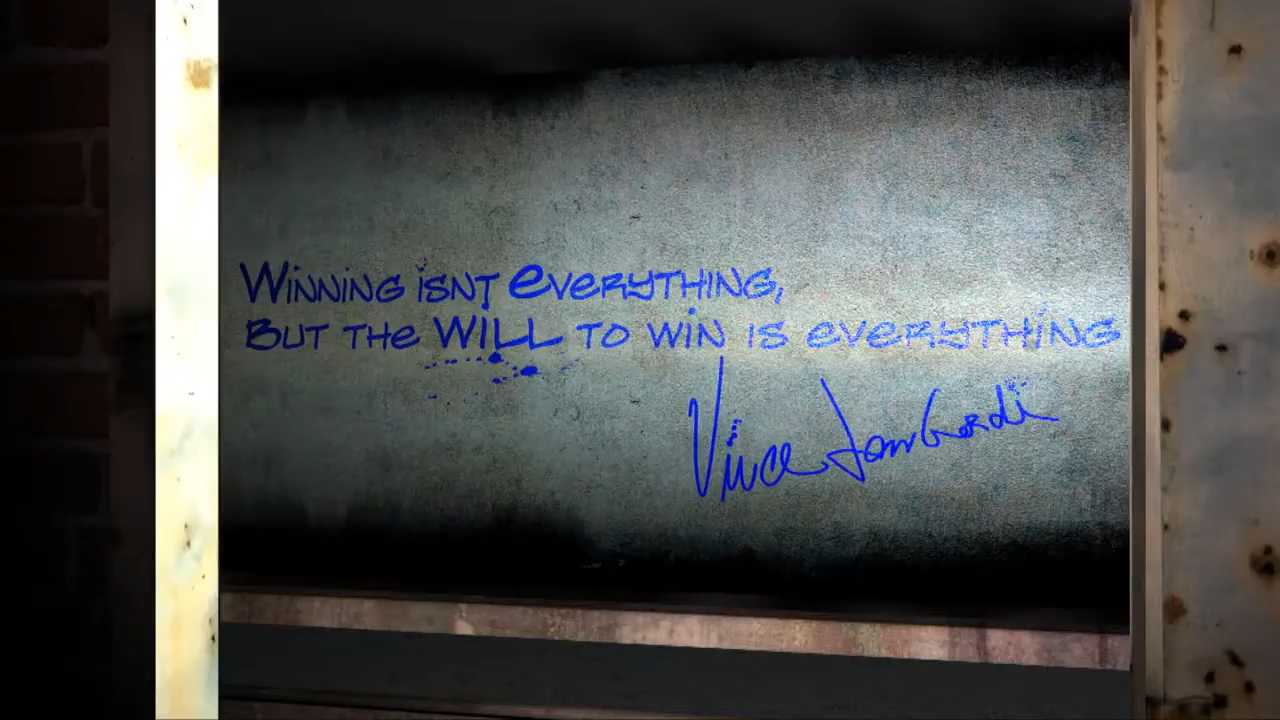 Winning isnt everything,
But the WILL to win is everything
Vince Lombardi